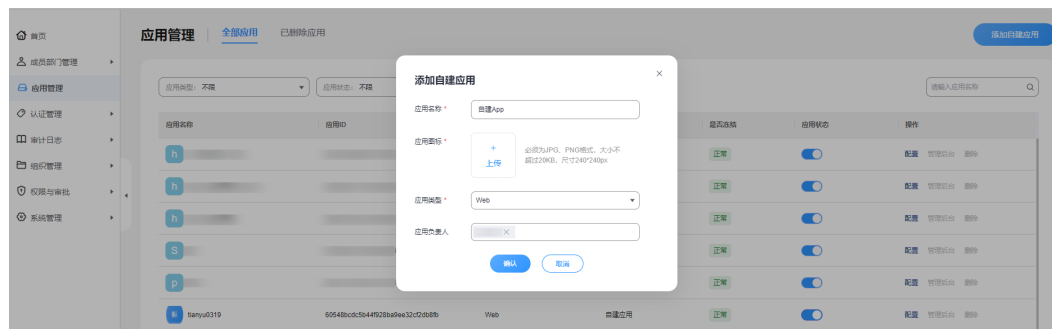 首页
成员部门管理
应用管理
认证管理
审计日志
组织管理
权限与审批
系统管理
应用管理 全部应用 已删除应用
添加自建应用
应用类型: 不限 应用状态: 不限
请输入应用名称
应用名称 应用ID 是否冻结 应用状态 操作
h 正常 配置 管理后台 删除
h 正常 配置 管理后台 删除
h 正常 配置 管理后台 删除
S 正常 配置 管理后台 删除
p 正常 配置 管理后台 删除
tianyu0319 60548bcdc5b44f928ba9ee32cf2db8fb Web 自建应用 正常 配置 管理后台 删除
添加自建应用
应用名称 * 自建App
应用图标 *
+
上传
必须为JPG、PNG格式，大小不
超过20KB，尺寸240*240px
应用类型 * Web
应用负责人
确认 取消